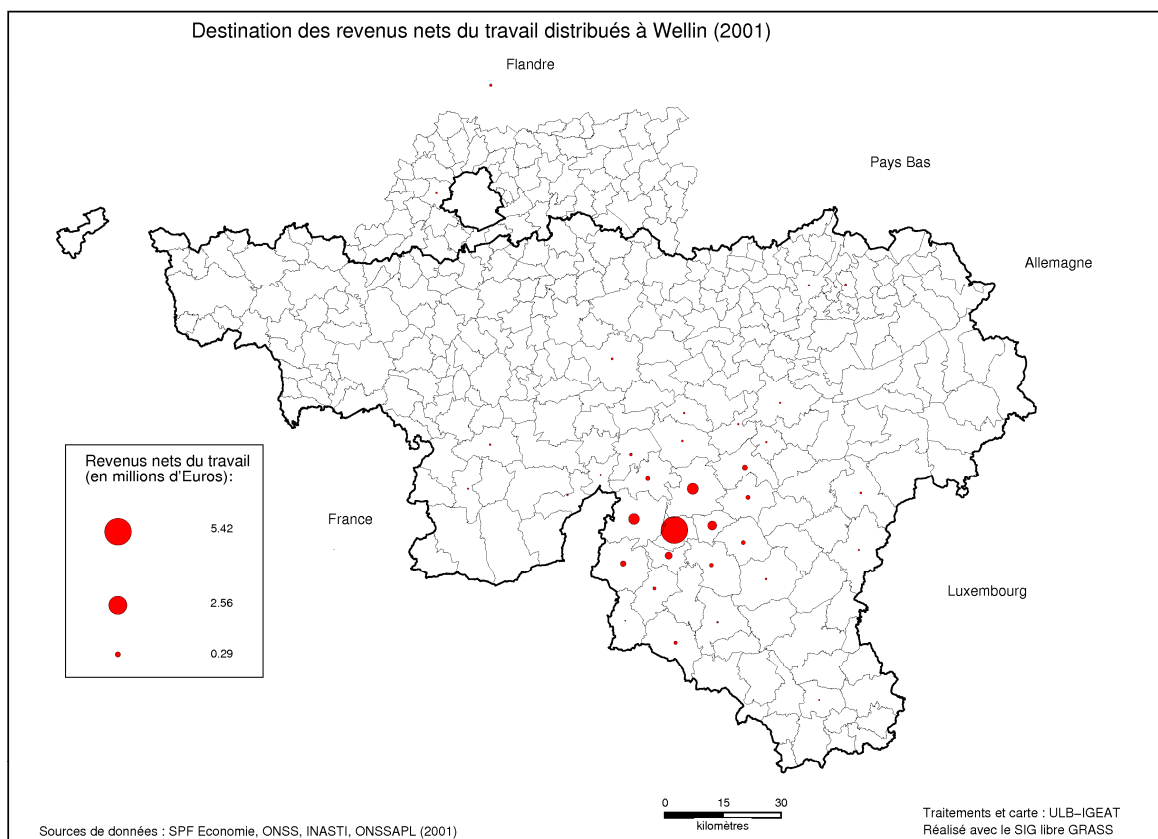 Destination des revenus nets du travail distribués à Wellin (2001)
Flandre
Pays Bas
Allemagne
Revenus nets du travail
(en millions d'Euros):
5.42
2.56
0.29
France
Luxembourg
0 15 30
kilomètres
Sources de données : SPF Economie, ONSS, INASTI, ONSSAPL (2001)
Traitements et carte : ULB-IGEAT
Réalisé avec le SIG libre GRASS